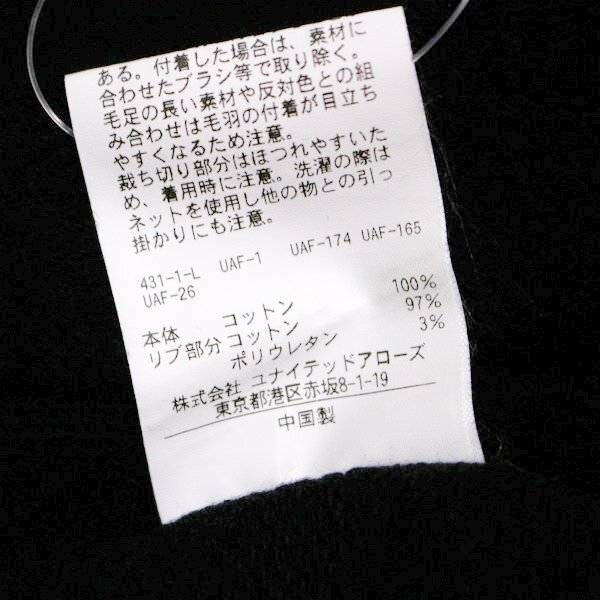 ある。付着した場合は、素材に
合わせたブラシ等で取り除く。
毛足の長い素材や反対色との組
み合わせは毛羽の付着が目立ち
やすくなるため注意。
裁ち切り部分はほつれやすいた
め、着用時に注意。洗濯の際は
ネットを使用し他の物との引っ
掛かりにも注意。
431-1-L UAF-1 UAF-174 UAF-165
UAF-26
本体 コットン 100%
リブ部分 コットン 97%
ポリウレタン 3%
株式会社 ユナイテッドアローズ
東京都港区赤坂8-1-19
中国製